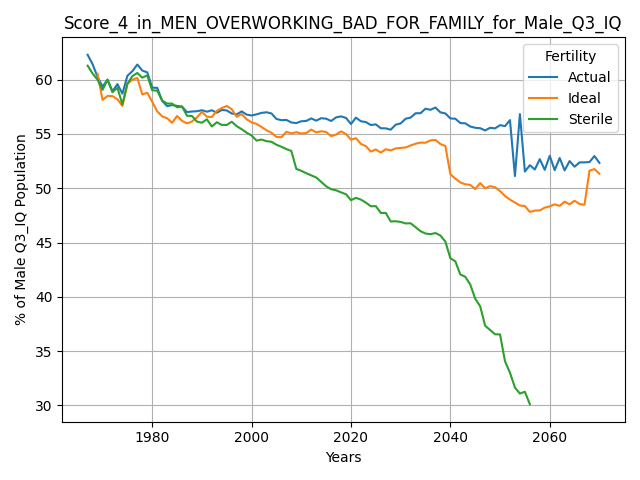 Score_4_in_MEN_OVERWORKING_BAD_FOR_FAMILY_for_Male_Q3_IQ
Fertility
Actual
Ideal
Sterile
% of Male Q3_IQ Population
60
55
50
45
40
35
30
1980
2000
2020
2040
2060
Years